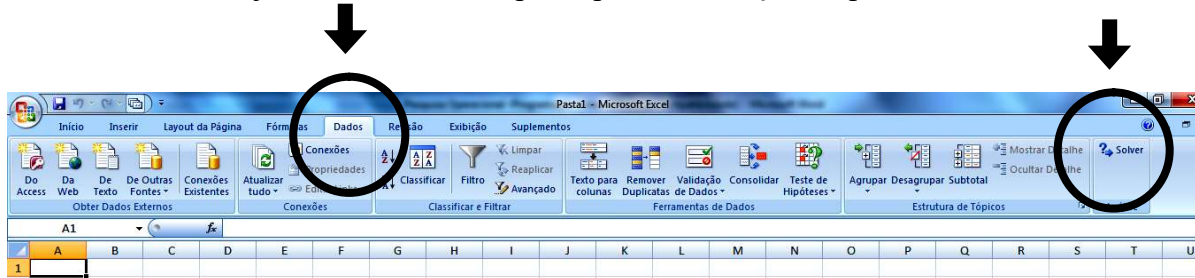 Pasta1 - Microsoft Excel
Início Inserir Layout da Página Dados Exibição Suplementos
Do Access
Da Web
De Texto
De Outras Fontes
Conexões Existentes
Obter Dados Externos
Atualizar tudo
Conexões
Propriedades
Conexões
Classificar
Filtro
Limpar
Reaplicar
Avançado
Classificar e Filtrar
Texto para colunas
Remover Duplicatas
Validação de Dados
Consolidar
Teste de Hipóteses
Ferramentas de Dados
Agrupar
Desagrupar
Subtotal
Mostrar Detalhe
Ocultar Detalhe
Estrutura de Tópicos
Solver
A1 fx
A B C D E F G H I J K L M N O P Q R S T U
1